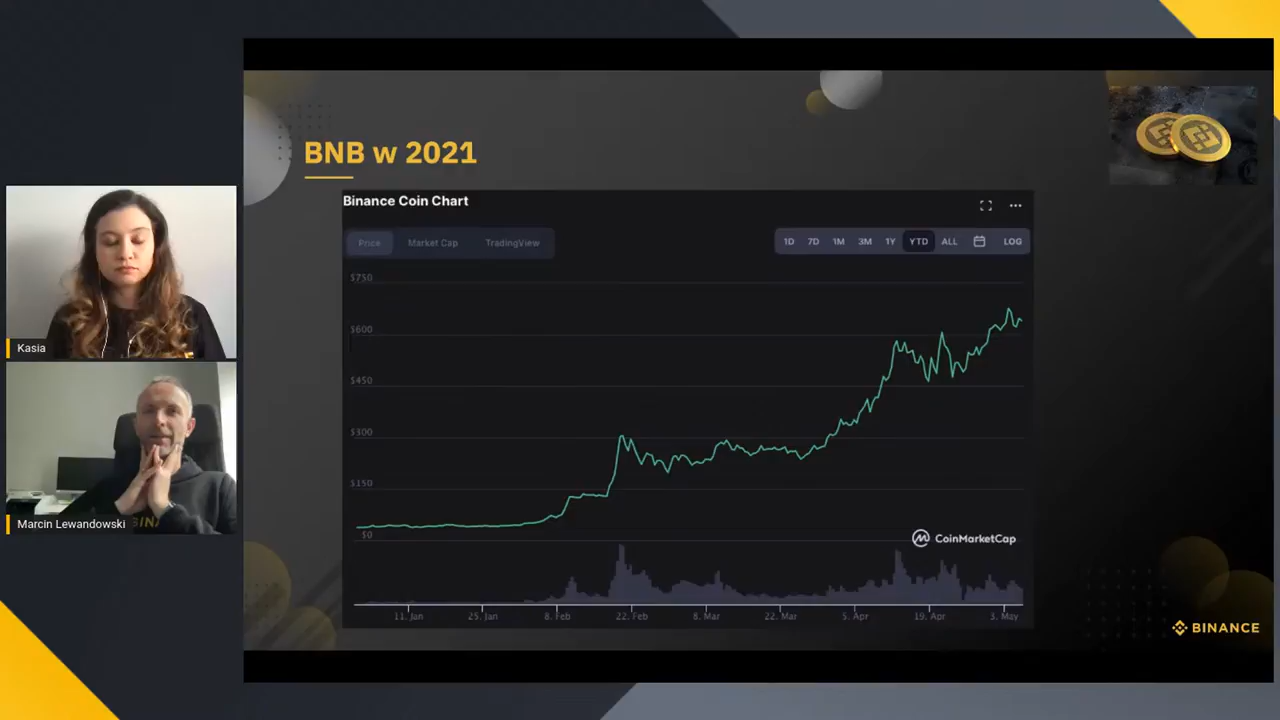 BNB w 2021
Binance Coin Chart
Price Market Cap TradingView
1D 7D 1M 3M 1Y YTD ALL LOG
$750
$600
$450
$300
$150
$0
CoinMarketCap
11. Jan 25. Jan 8. Feb 22. Feb 8. Mar 22. Mar 5. Apr 19. Apr 3. May
BINANCE
Kasia
Marcin Lewandowski